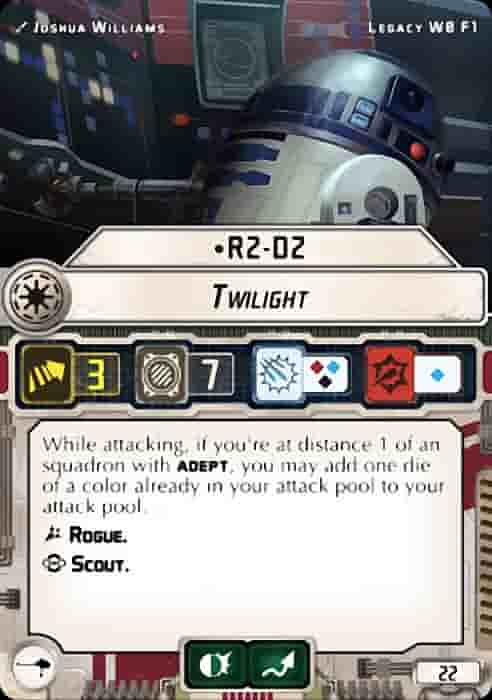 Joshua Williams
Legacy W0 F1
•R2-D2
Twilight
3
7
While attacking, if you're at distance 1 of an
squadron with ADEPT, you may add one die
of a color already in your attack pool to your
attack pool.
Rogue.
Scout.
22